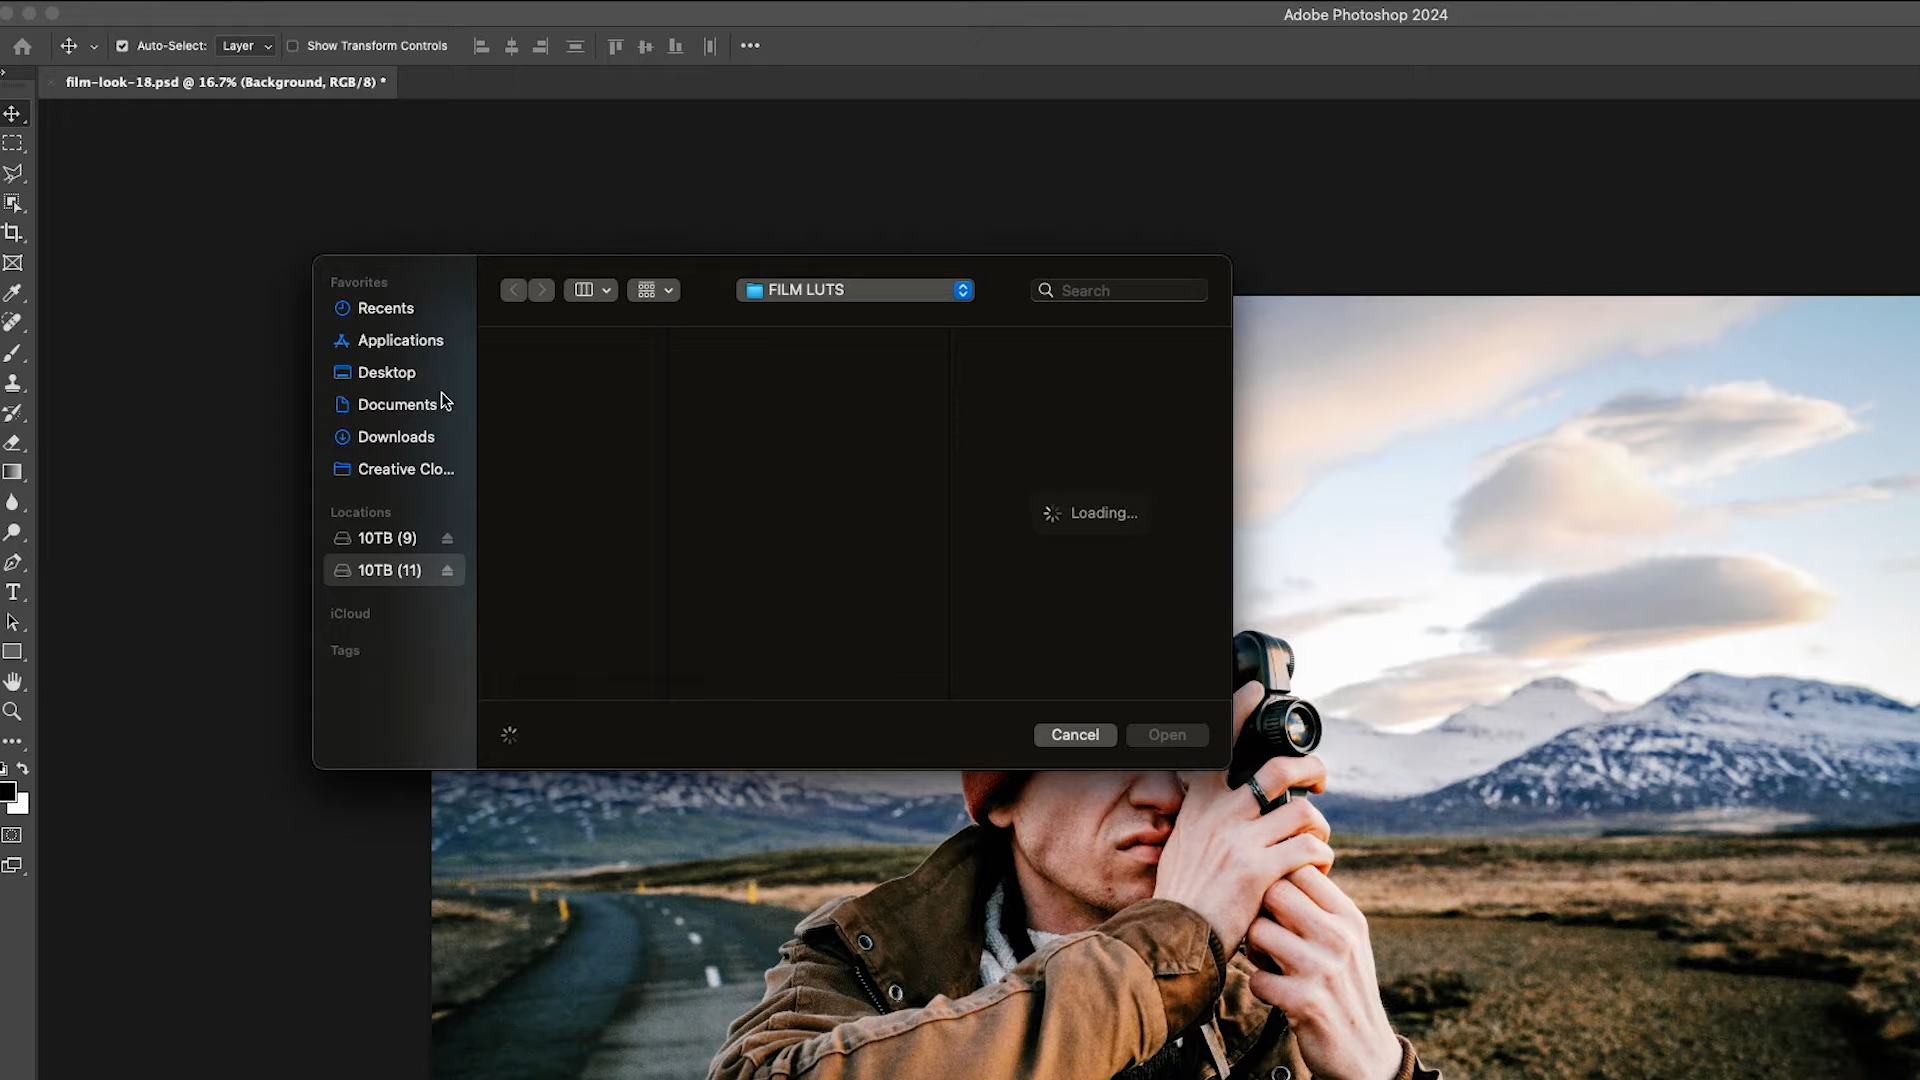 Adobe Photoshop 2024
Auto-Select: Layer Show Transform Controls
film-look-18.psd @ 16.7% (Background, RGB/8) *
Favorites
Recents
Applications
Desktop
Documents
Downloads
Creative Clo...
Locations
10TB (9)
10TB (11)
iCloud
Tags
FILM LUTS
Search
Loading...
Cancel Open